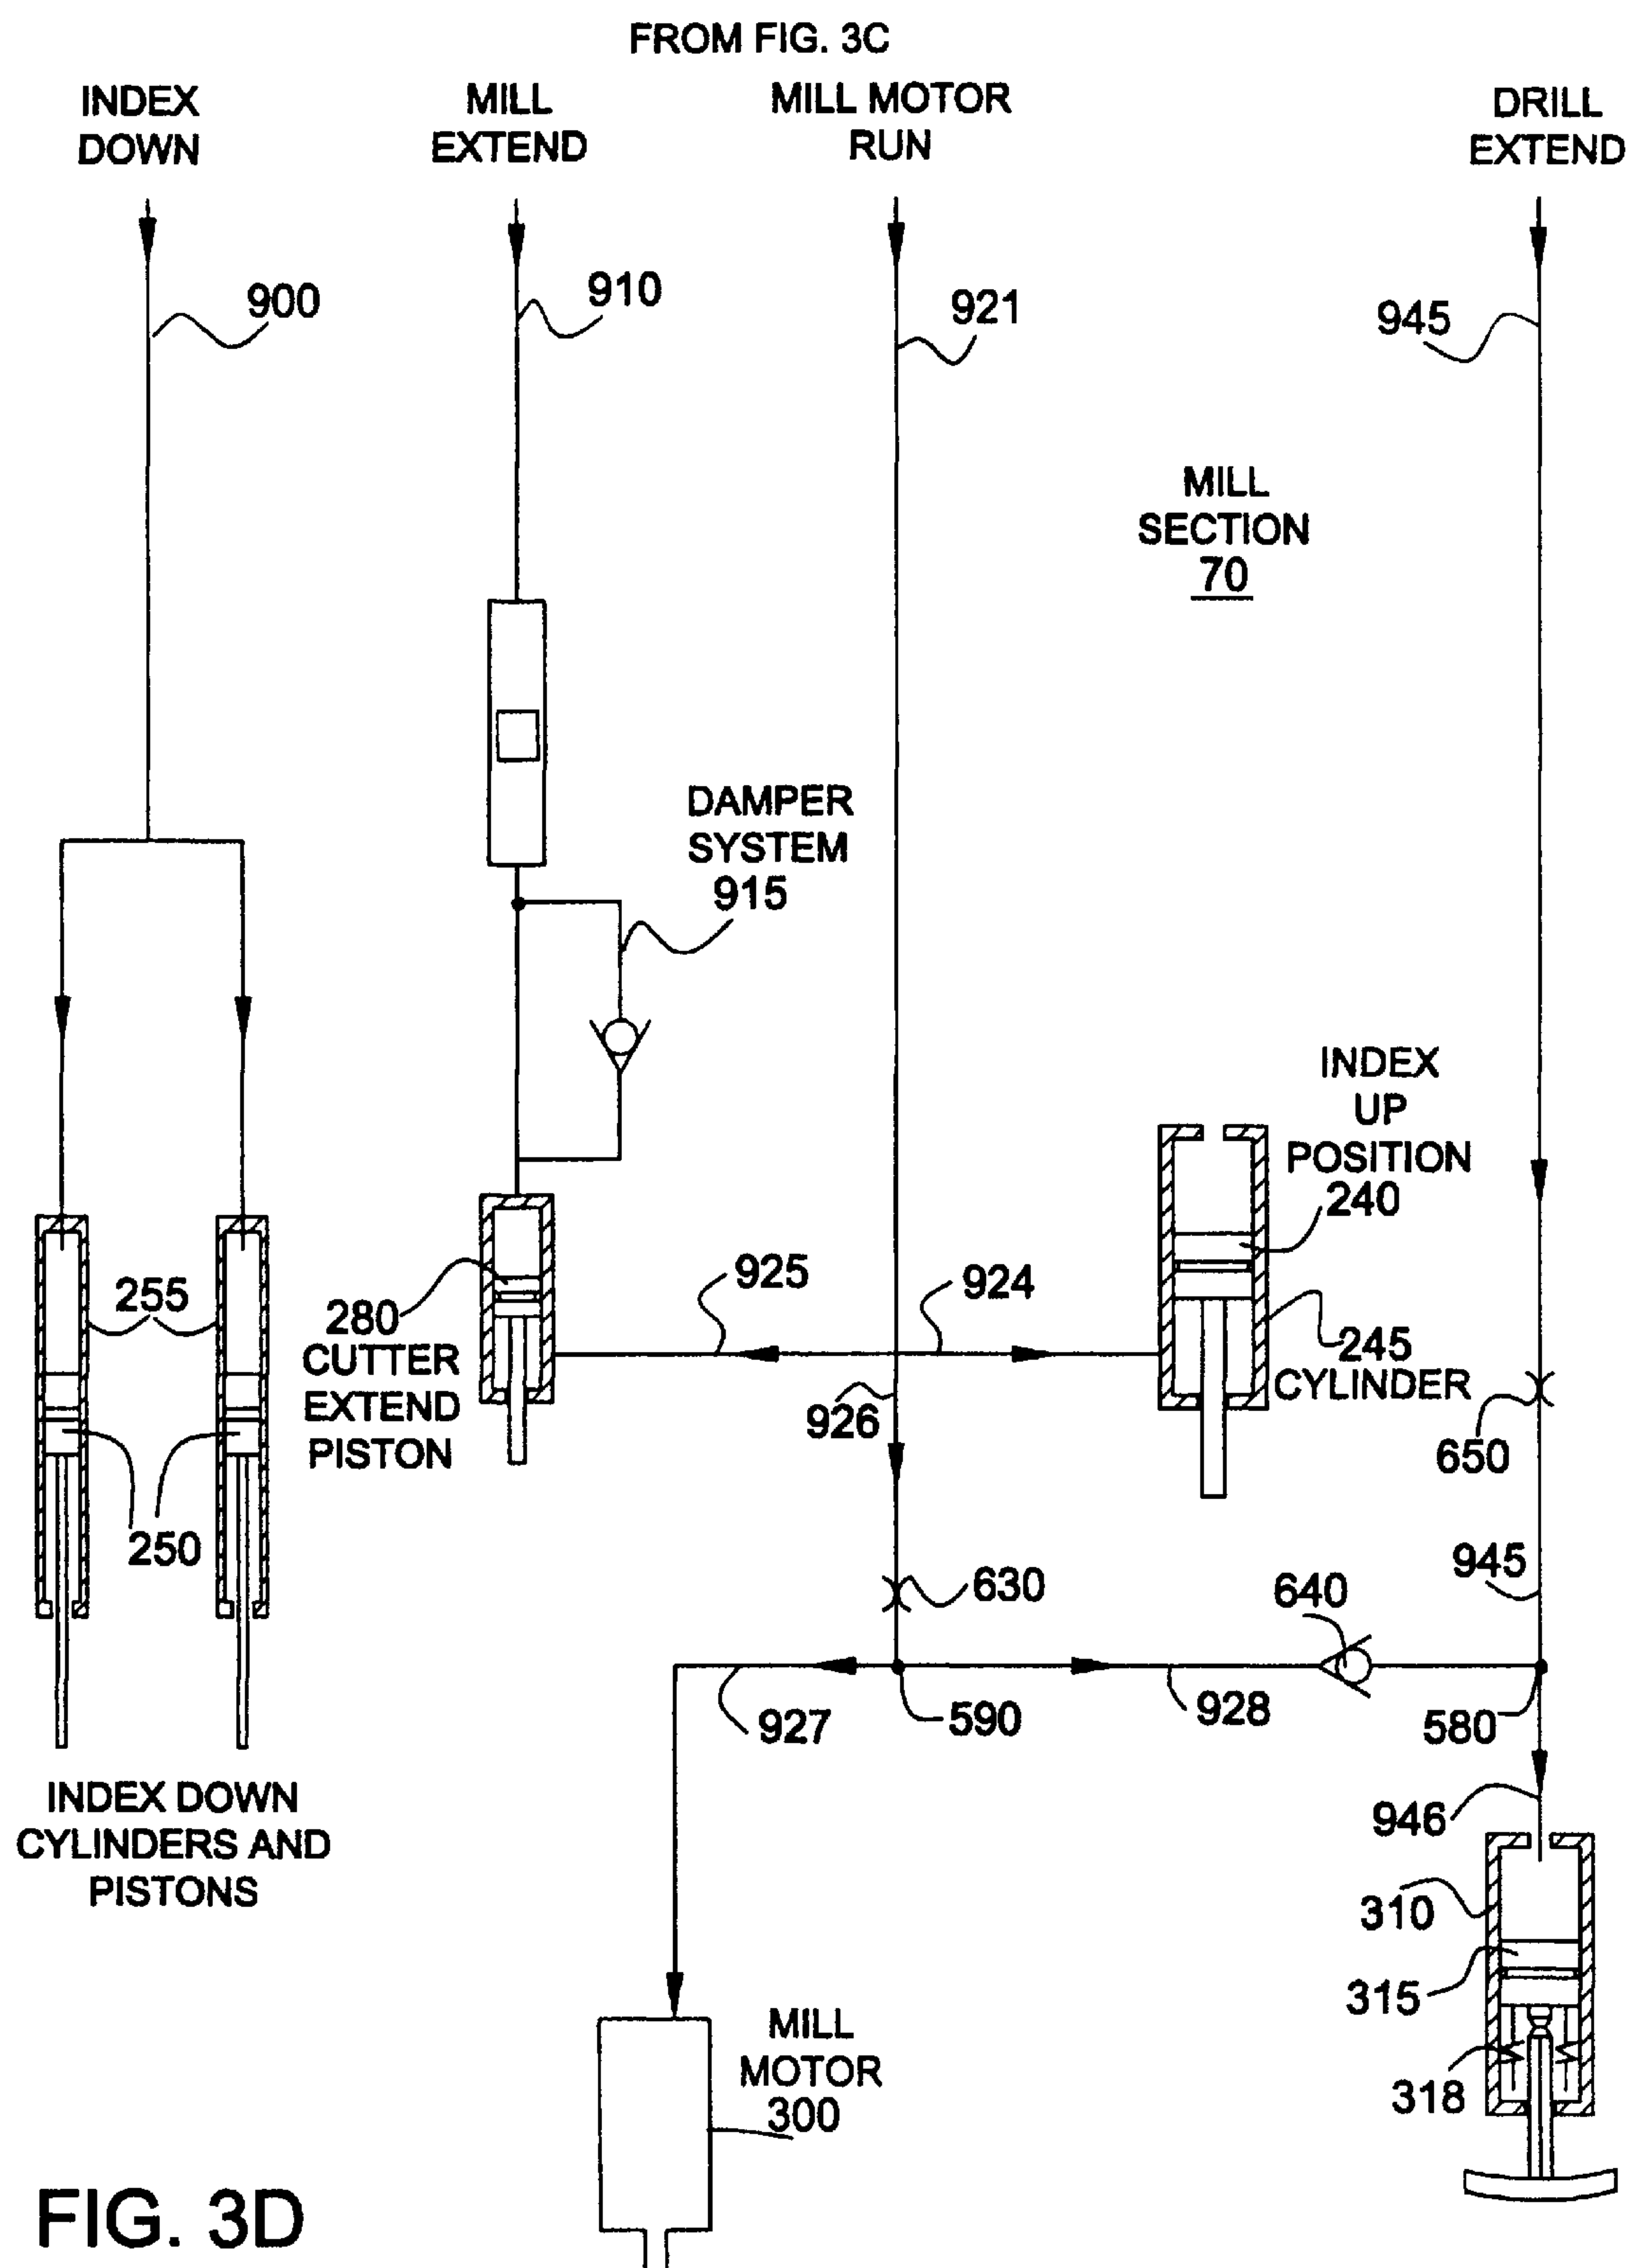 FROM FIG. 3C
INDEX
DOWN
MILL
EXTEND
MILL MOTOR
RUN
DRILL
EXTEND
900
910
921
945
MILL
SECTION
70
DAMPER
SYSTEM
915
INDEX
UP
POSITION
240
255
280
CUTTER
EXTEND
PISTON
925
924
245
CYLINDER
926
650
250
630
640
945
927
590
928
580
INDEX DOWN
CYLINDERS AND
PISTONS
946
310
315
318
MILL
MOTOR
300
FIG. 3D